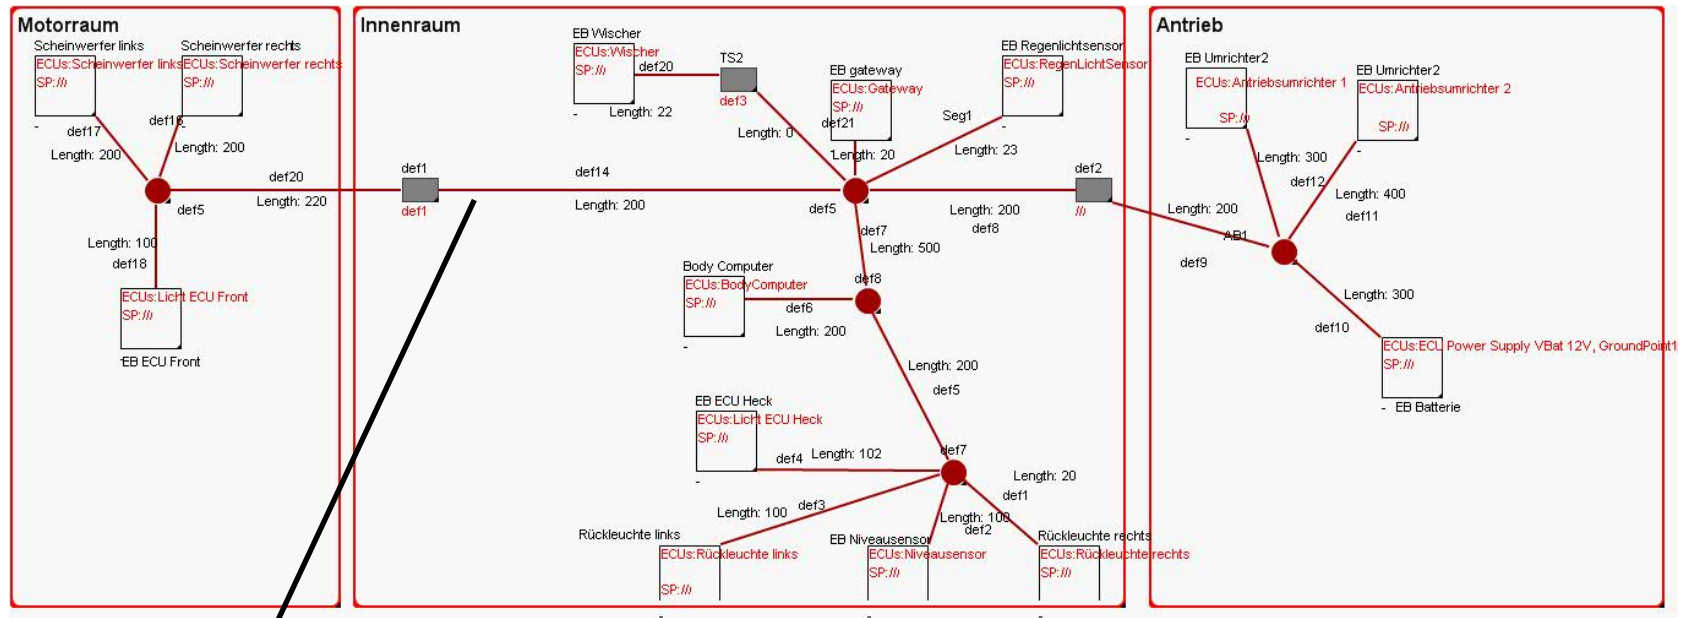 Motorraum
Scheinwerfer links
Scheinwerfer rechts
ECUs:Scheinwerfer links
SP:///
ECUs:Scheinwerfer rechts
SP:///
-
-
def17
def16
Length: 200
Length: 200
def20
Length: 220
def5
Length: 100
def18
ECUs:Licht ECU Front
SP:///
-
EB ECU Front
Innenraum
EB Wischer
ECUs:Wischer
SP:///
-
def20
Length: 22
TS2
def3
Length: 0
EB gateway
ECUs:Gateway
SP:///
def21
-
Length: 20
EB Regenlichtsensor
ECUs:RegenLichtSensor
SP:///
-
Seg1
Length: 23
def1
def1
def14
Length: 200
def5
def2
///
Length: 200
def8
def7
Length: 500
Body Computer
ECUs:BodyComputer
SP:///
-
def8
def6
Length: 200
Length: 200
def5
EB ECU Heck
ECUs:Licht ECU Heck
SP:///
-
def4
Length: 102
def7
Length: 20
def1
Length: 100
def3
Length: 100
def2
Rückleuchte links
ECUs:Rückleuchte links
SP:///
EB Niveausensor
ECUs:Niveausensor
SP:///
Rückleuchte rechts
ECUs:Rückleuchte rechts
SP:///
Antrieb
EB Umrichter2
ECUs:Antriebsumrichter 1
SP:///
-
EB Umrichter2
ECUs:Antriebsumrichter 2
SP:///
-
Length: 300
def12
Length: 400
def11
Length: 200
AB1
def9
Length: 300
def10
ECUs:ECU Power Supply VBat 12V, GroundPoint1
SP:///
- EB Batterie